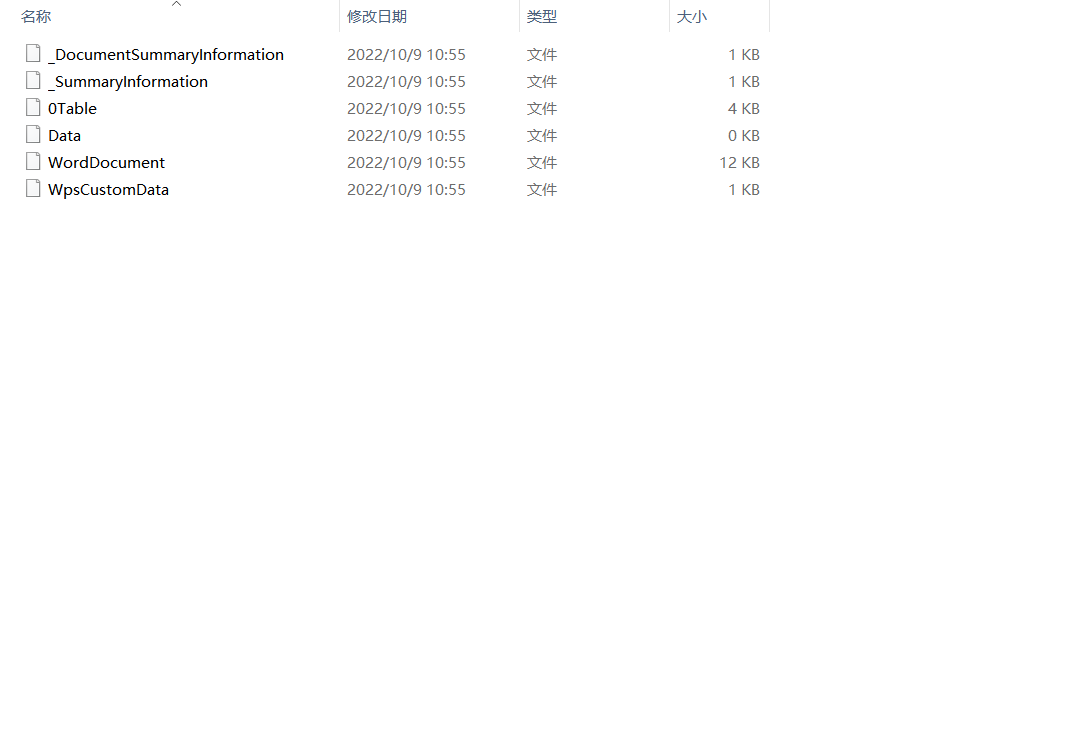 名称 修改日期 类型 大小
_DocumentSummaryInformation 2022/10/9 10:55 文件 1 KB
_SummaryInformation 2022/10/9 10:55 文件 1 KB
0Table 2022/10/9 10:55 文件 4 KB
Data 2022/10/9 10:55 文件 0 KB
WordDocument 2022/10/9 10:55 文件 12 KB
WpsCustomData 2022/10/9 10:55 文件 1 KB